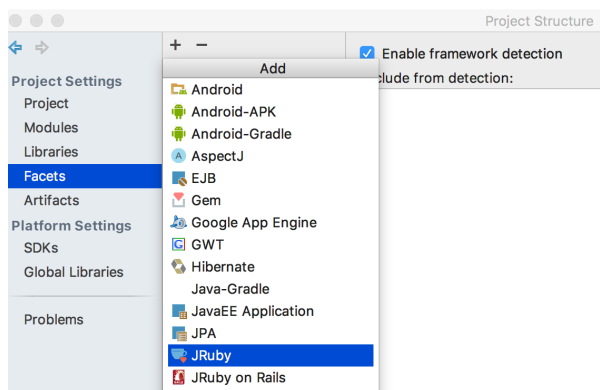 Project Structure
+ −
Enable framework detection
Add
clude from detection:
Project Settings
Project
Modules
Libraries
Facets
Artifacts
Platform Settings
SDKs
Global Libraries
Problems
Android
Android-APK
Android-Gradle
A AspectJ
EJB
Gem
Google App Engine
G GWT
Hibernate
Java-Gradle
JavaEE Application
JPA
JRuby
JRuby on Rails